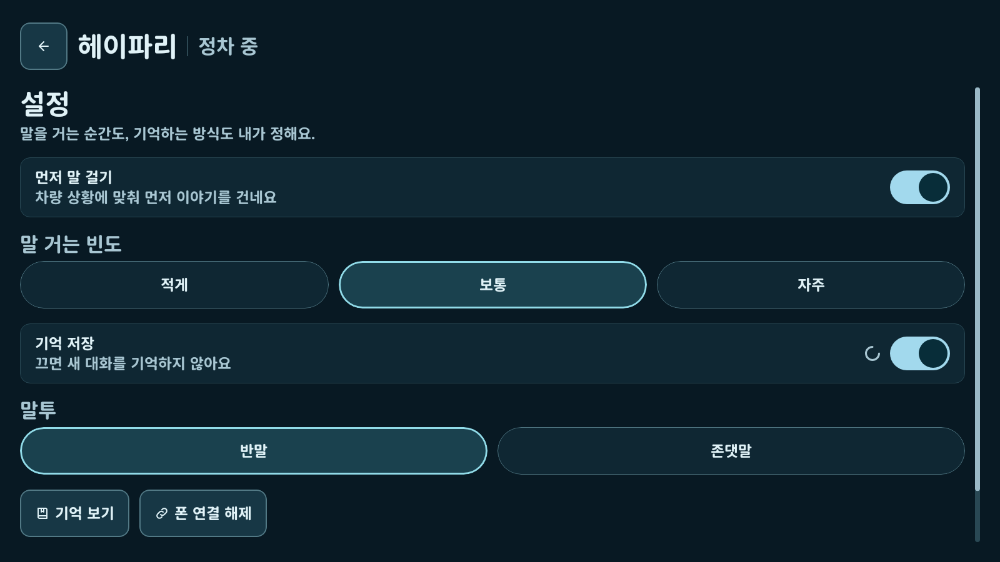 헤이파리 정차 중
설정
말을 거는 순간도, 기억하는 방식도 내가 정해요.
먼저 말 걸기
차량 상황에 맞춰 먼저 이야기를 건네요
말 거는 빈도
적게 보통 자주
기억 저장
끄면 새 대화를 기억하지 않아요
말투
반말 존댓말
기억 보기 폰 연결 해제